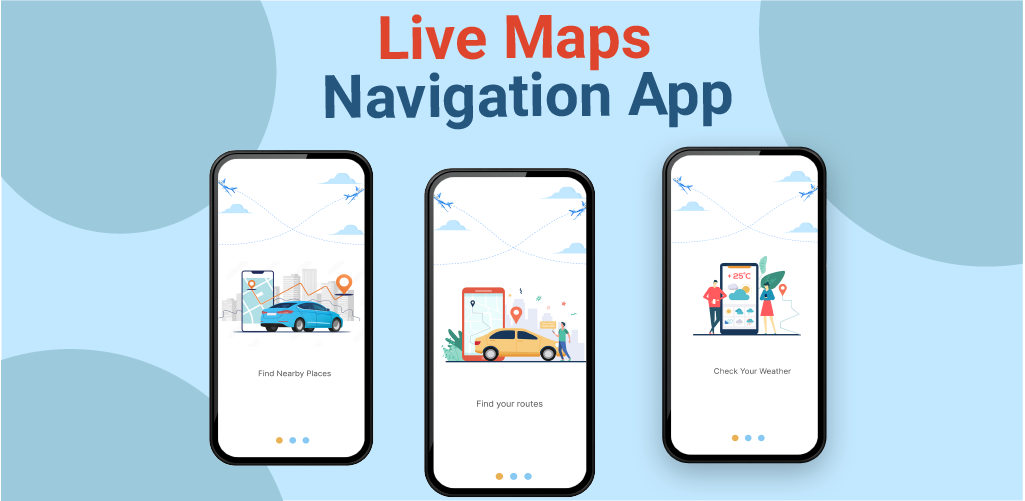 Live Maps
Navigation App
Find Nearby Places
Find your routes
+25°C
Check Your Weather